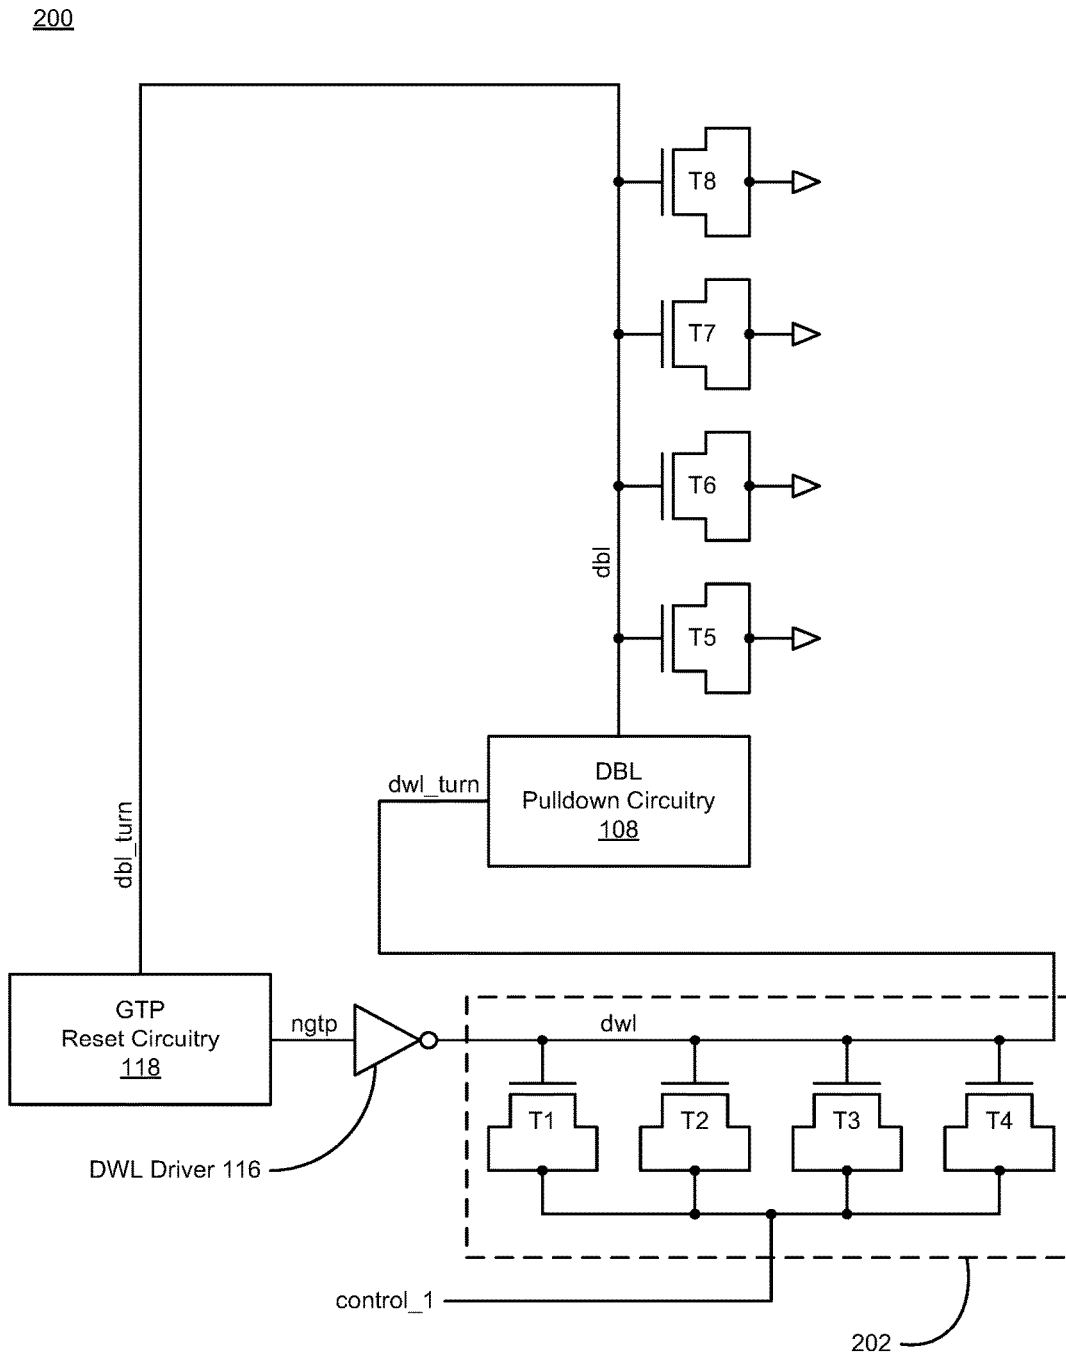 200
T8
T7
T6
dbl
T5
DBL
Pulldown Circuitry
108
dwl_turn
dbl_turn
GTP
Reset Circuitry
118
ngtp
dwl
T1
T2
T3
T4
DWL Driver 116
control_1
202